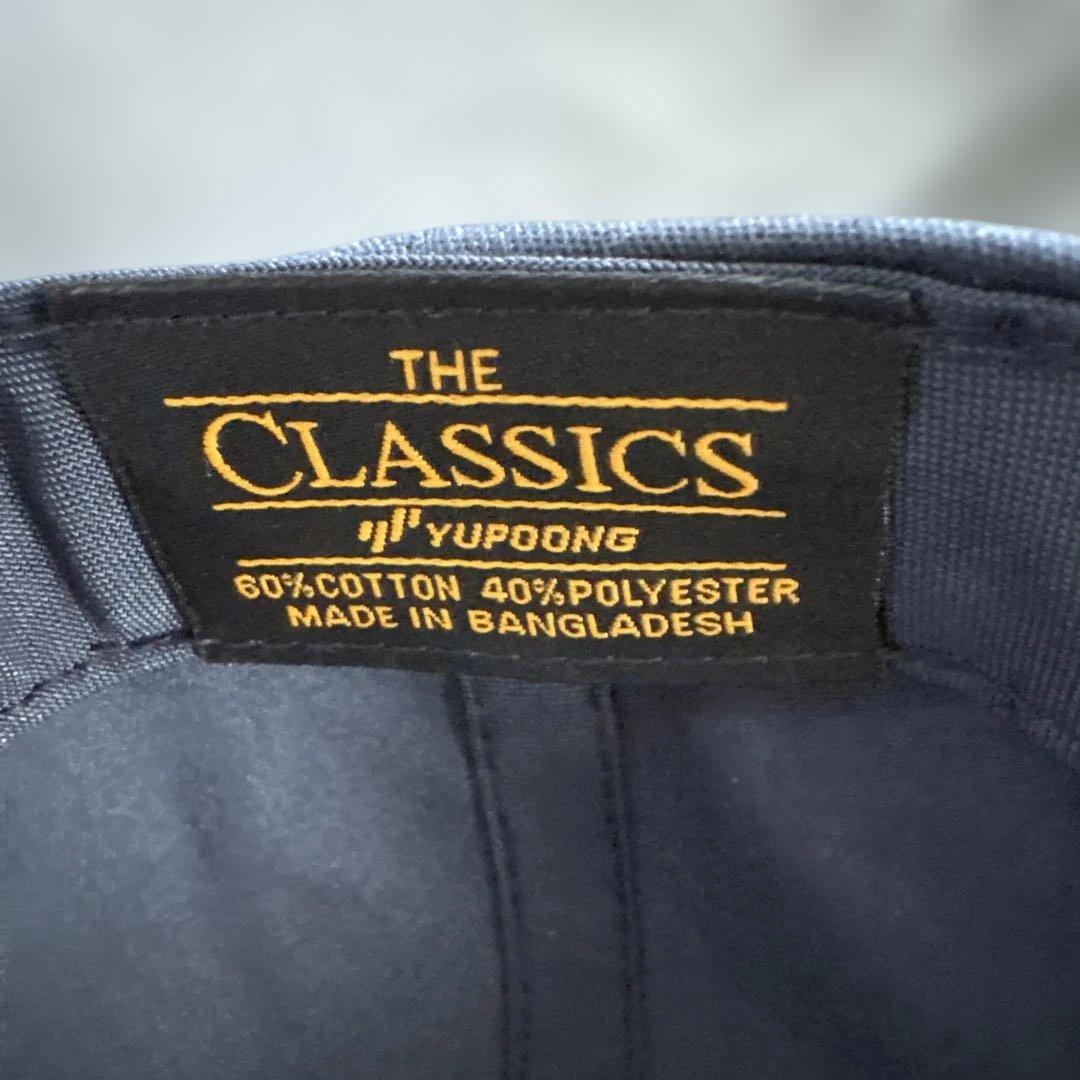 THE
CLASSICS
YUPOONG
60%COTTON 40%POLYESTER
MADE IN BANGLADESH